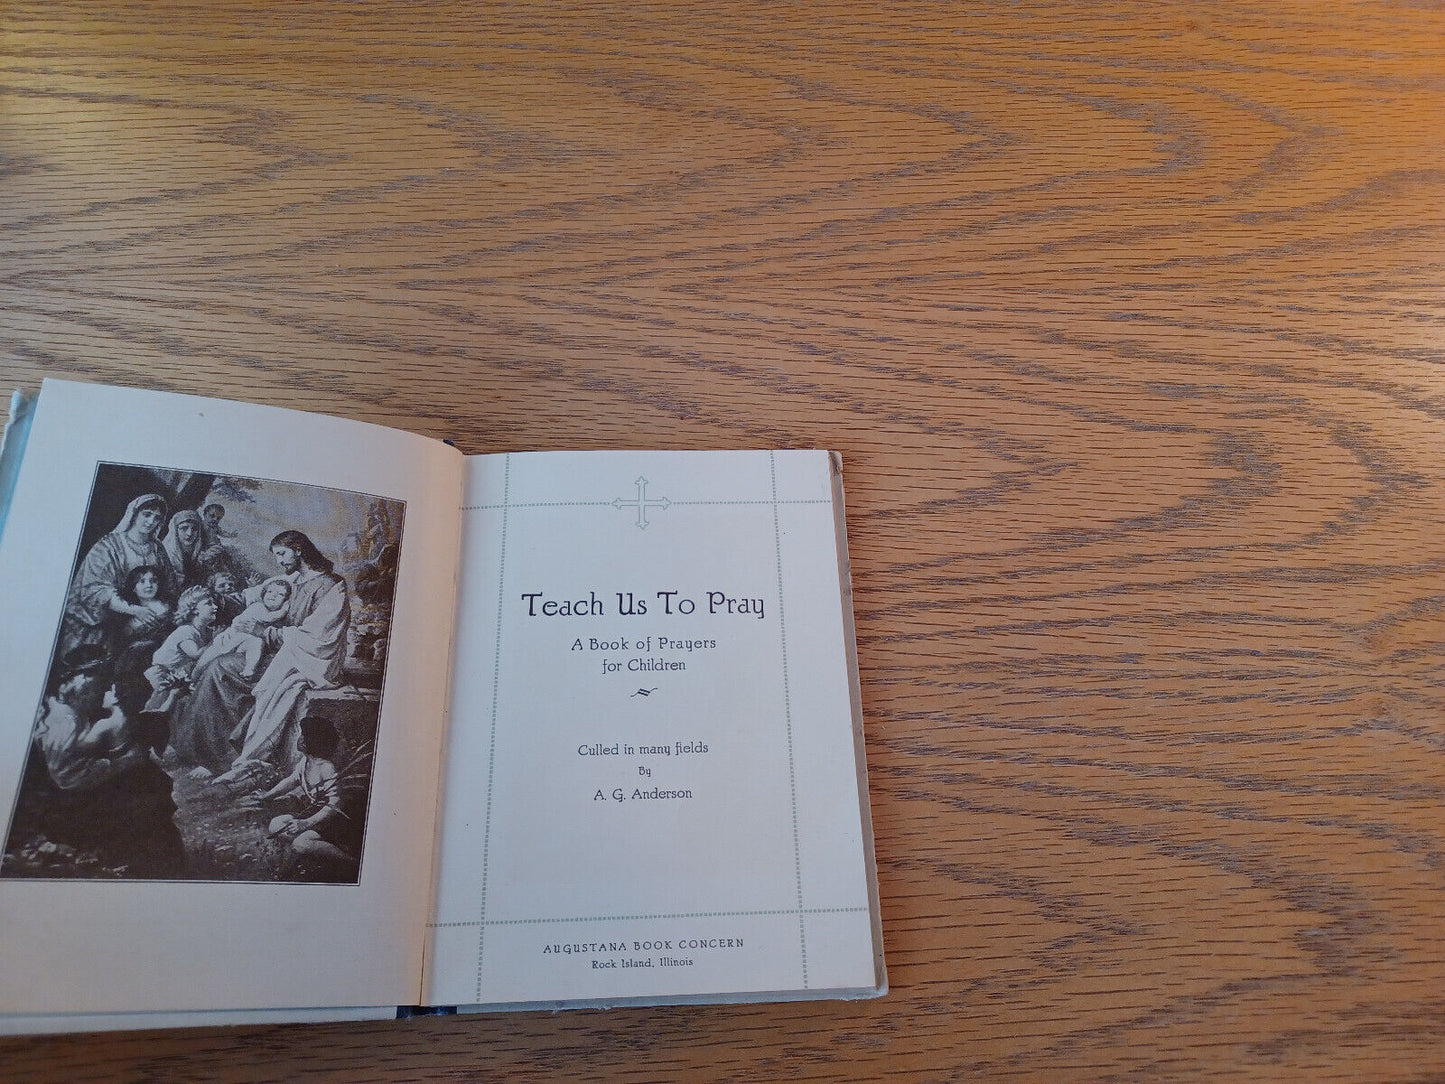 Teach Us To Pray
A Book of Prayers
for Children
Culled in many fields
By
A. G. Anderson
AUGUSTANA BOOK CONCERN
Rock Island, Illinois